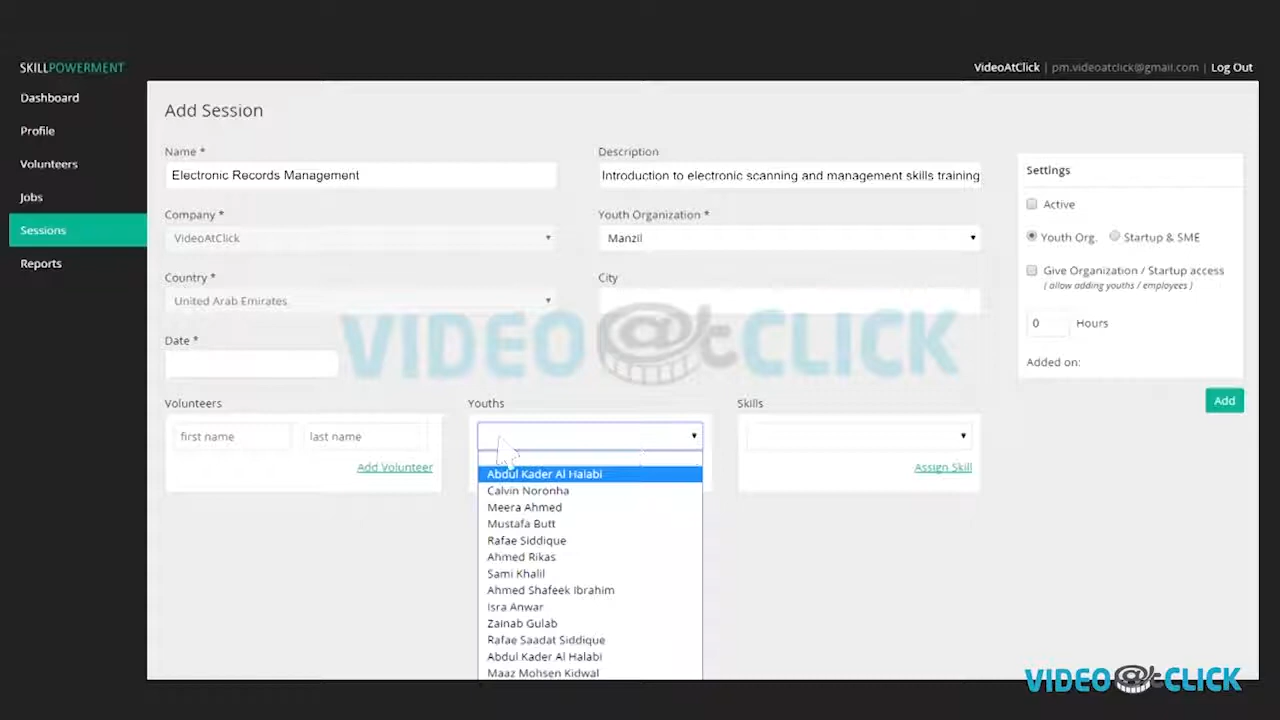 SKILLPOWERMENT
VideoAtClick | pm.videoatclick@gmail.com | Log Out
Dashboard
Profile
Volunteers
Jobs
Sessions
Reports
Add Session
Name *
Electronic Records Management
Description
Introduction to electronic scanning and management skills training
Company *
VideoAtClick
Youth Organization *
Manzil
Country *
United Arab Emirates
City
Date *
VIDEO@tCLICK
Settings
Active
Youth Org. Startup & SME
Give Organization / Startup access
( allow adding youths / employees )
0 Hours
Added on:
Add
Volunteers
first name last name
Add Volunteer
Youths
Abdul Kader Al Halabi
Calvin Noronha
Meera Ahmed
Mustafa Butt
Rafae Siddique
Ahmed Rikas
Sami Khalil
Ahmed Shafeek Ibrahim
Isra Anwar
Zainab Gulab
Rafae Saadat Siddique
Abdul Kader Al Halabi
Maaz Mohsen Kidwai
Skills
Assign Skill
VIDEO@tCLICK